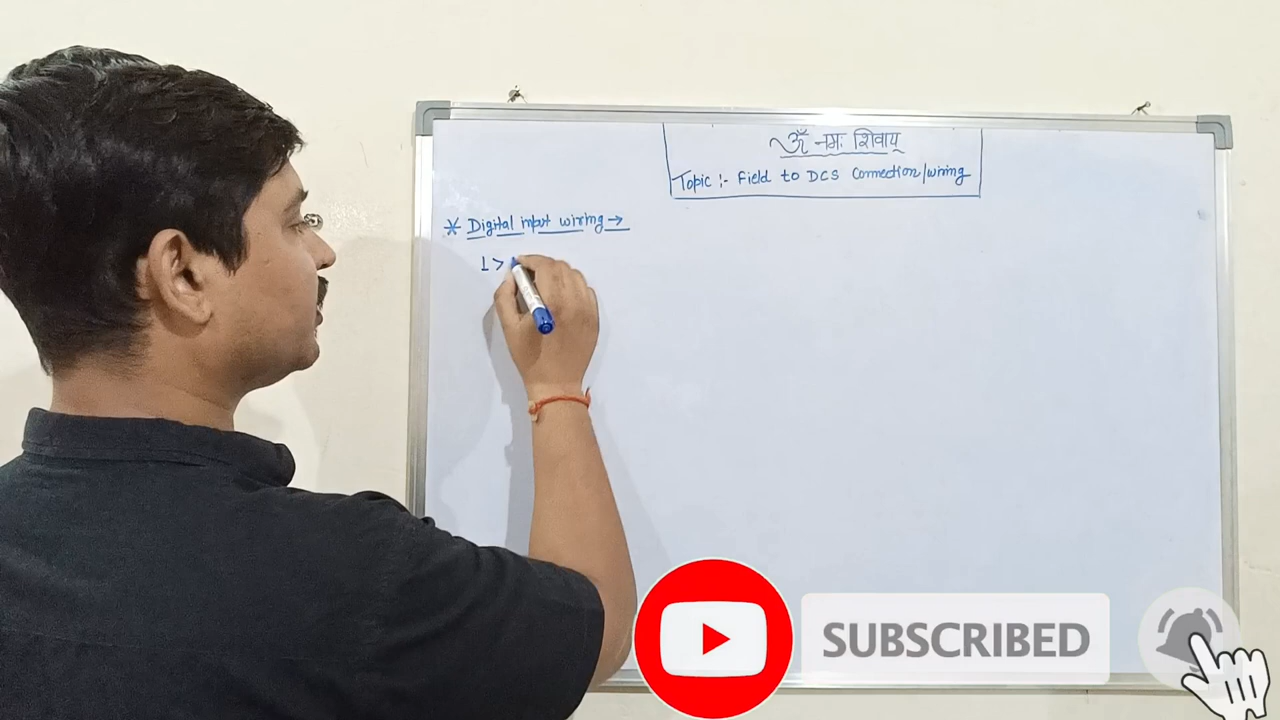 ॐ नमः शिवाय्
Topic :- Field to DCS Connection/wiring
* Digital input wiring →
1>
SUBSCRIBED